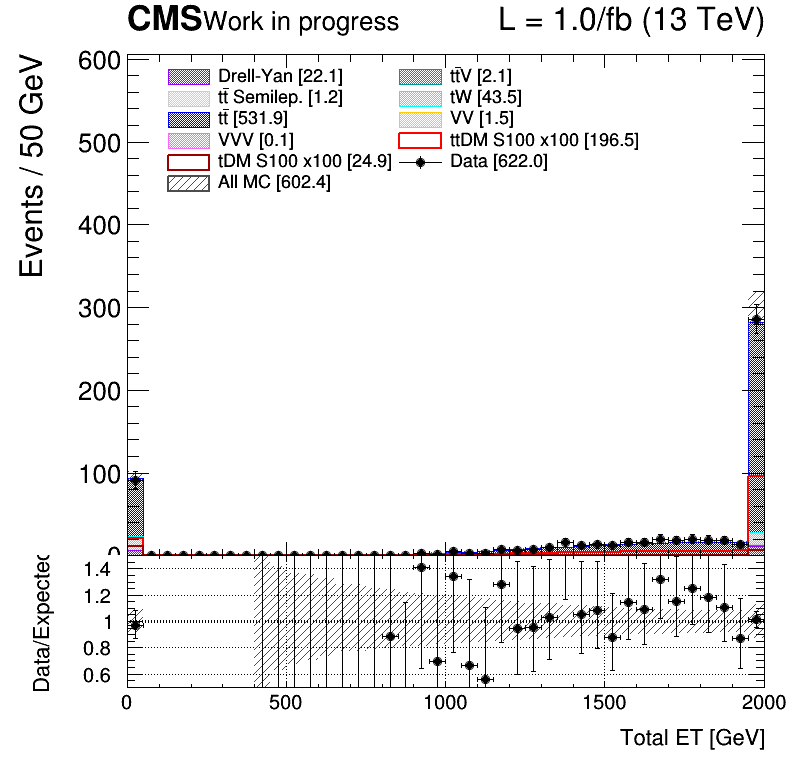 CMS Work in progress L = 1.0/fb (13 TeV)
Events / 50 GeV
600
500
400
300
200
100
0
Drell-Yan [22.1]
tt̄V [2.1]
tt̄ Semilep. [1.2]
tW [43.5]
tt̄ [531.9]
VV [1.5]
VVV [0.1]
ttDM S100 x100 [196.5]
tDM S100 x100 [24.9]
Data [622.0]
All MC [602.4]
Data/Expected
1.4
1.2
1
0.8
0.6
0 500 1000 1500 2000
Total ET [GeV]